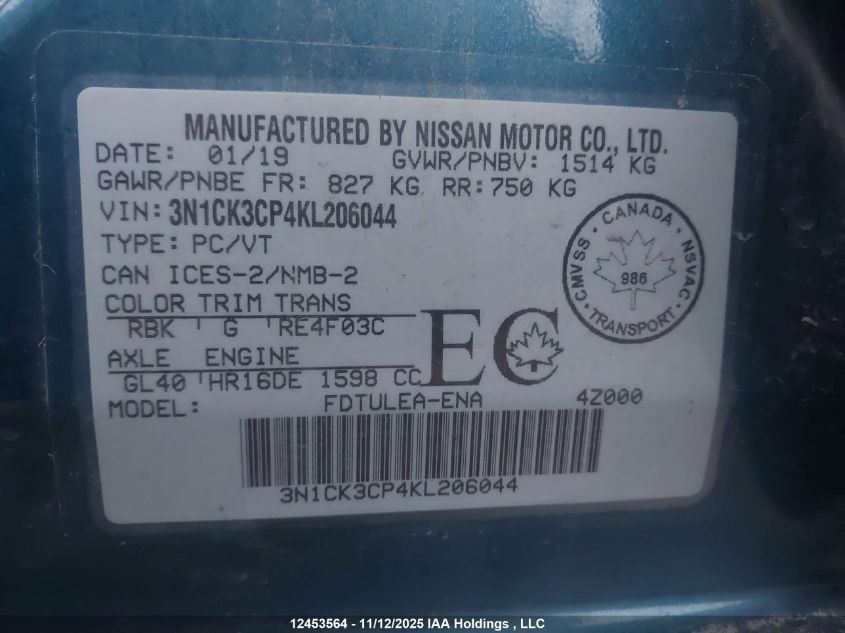 MANUFACTURED BY NISSAN MOTOR CO., LTD.
DATE: 01/19 GVWR/PNBV: 1514 KG
GAWR/PNBE FR: 827 KG RR: 750 KG
VIN: 3N1CK3CP4KL206044
TYPE: PC/VT
CAN ICES-2/NMB-2
COLOR TRIM TRANS
RBK G RE4F03C
AXLE ENGINE
GL40 HR16DE 1598 CC
EC
CANADA
CMVSS 986 NSVAC
TRANSPORT
MODEL: FDTULEA-ENA 4Z000
3N1CK3CP4KL206044
12453564 - 11/12/2025 IAA Holdings , LLC